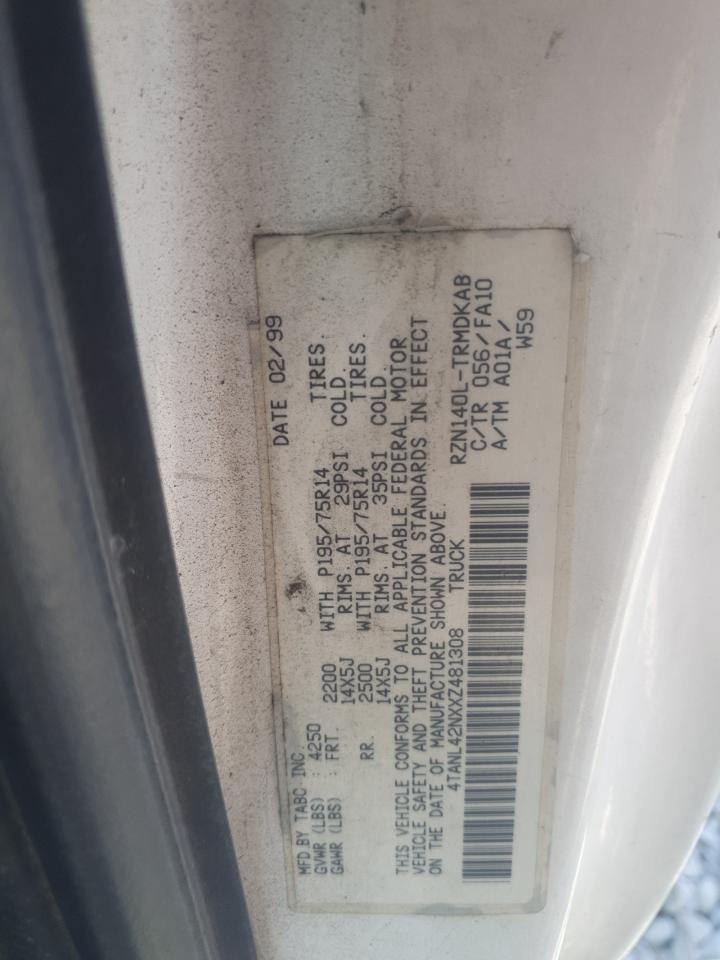 MFD.BY TABC.INC. DATE 02/99
GVWR (LBS) : 4250
GAWR (LBS) : FRT. 2200 WITH P195/75R14 TIRES.
14X5J RIMS. AT 29PSI COLD.
RR. 2500 WITH P195/75R14 TIRES.
14X5J RIMS. AT 35PSI COLD.
THIS VEHICLE CONFORMS TO ALL APPLICABLE FEDERAL MOTOR
VEHICLE SAFETY AND THEFT PREVENTION STANDARDS IN EFFECT
ON THE DATE OF MANUFACTURE SHOWN ABOVE.
4TANL42NXXZ481308 TRUCK RZN140L-TRMDKAB
C/TR 056/FA10
A/TM A01A/
W59